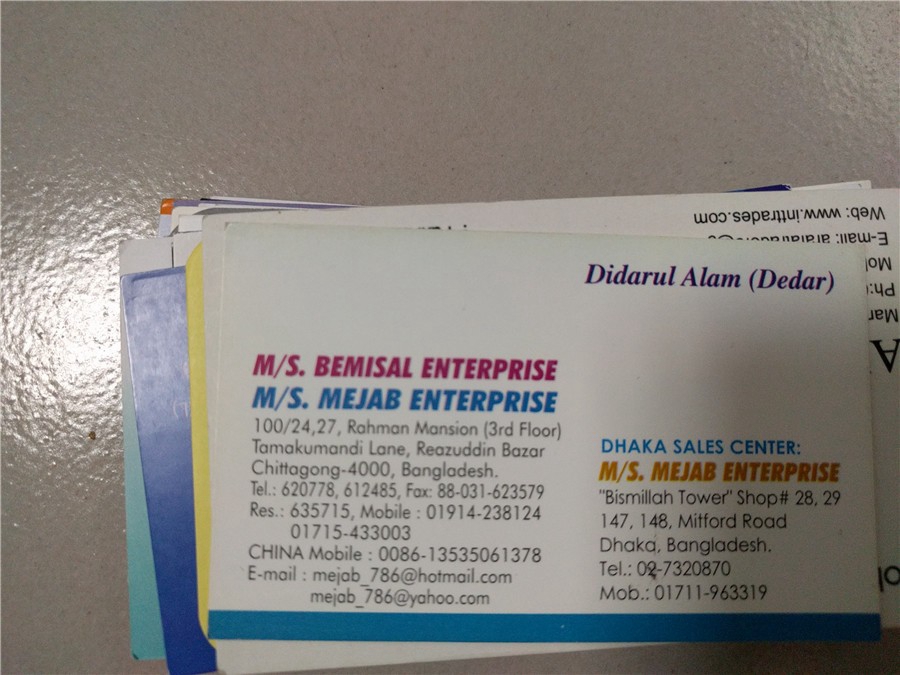 Web: www.inttrades.com
E-mail:
Didarul Alam (Dedar)
M/S. BEMISAL ENTERPRISE
M/S. MEJAB ENTERPRISE
100/24,27, Rahman Mansion (3rd Floor)
Tamakumandi Lane, Reazuddin Bazar
Chittagong-4000, Bangladesh.
Tel.: 620778, 612485, Fax: 88-031-623579
Res.: 635715, Mobile : 01914-238124
01715-433003
CHINA Mobile : 0086-13535061378
E-mail : mejab_786@hotmail.com
mejab_786@yahoo.com
DHAKA SALES CENTER:
M/S. MEJAB ENTERPRISE
"Bismillah Tower" Shop# 28, 29
147, 148, Mitford Road
Dhaka, Bangladesh.
Tel.: 02-7320870
Mob.: 01711-963319